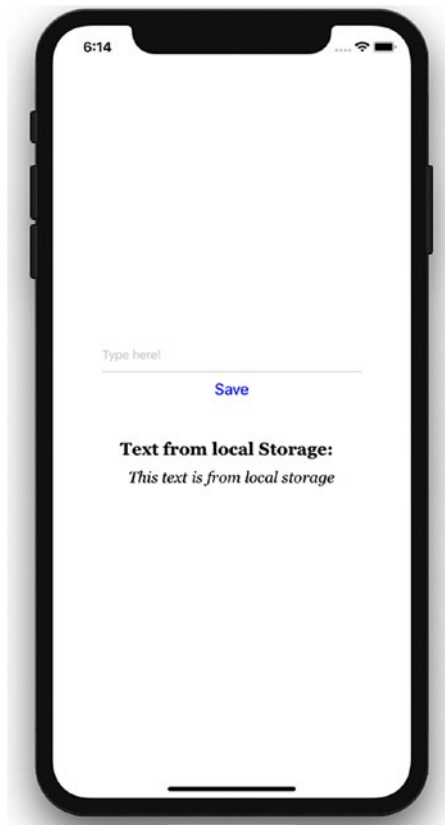 6:14
Type here!
Save
Text from local Storage:
This text is from local storage